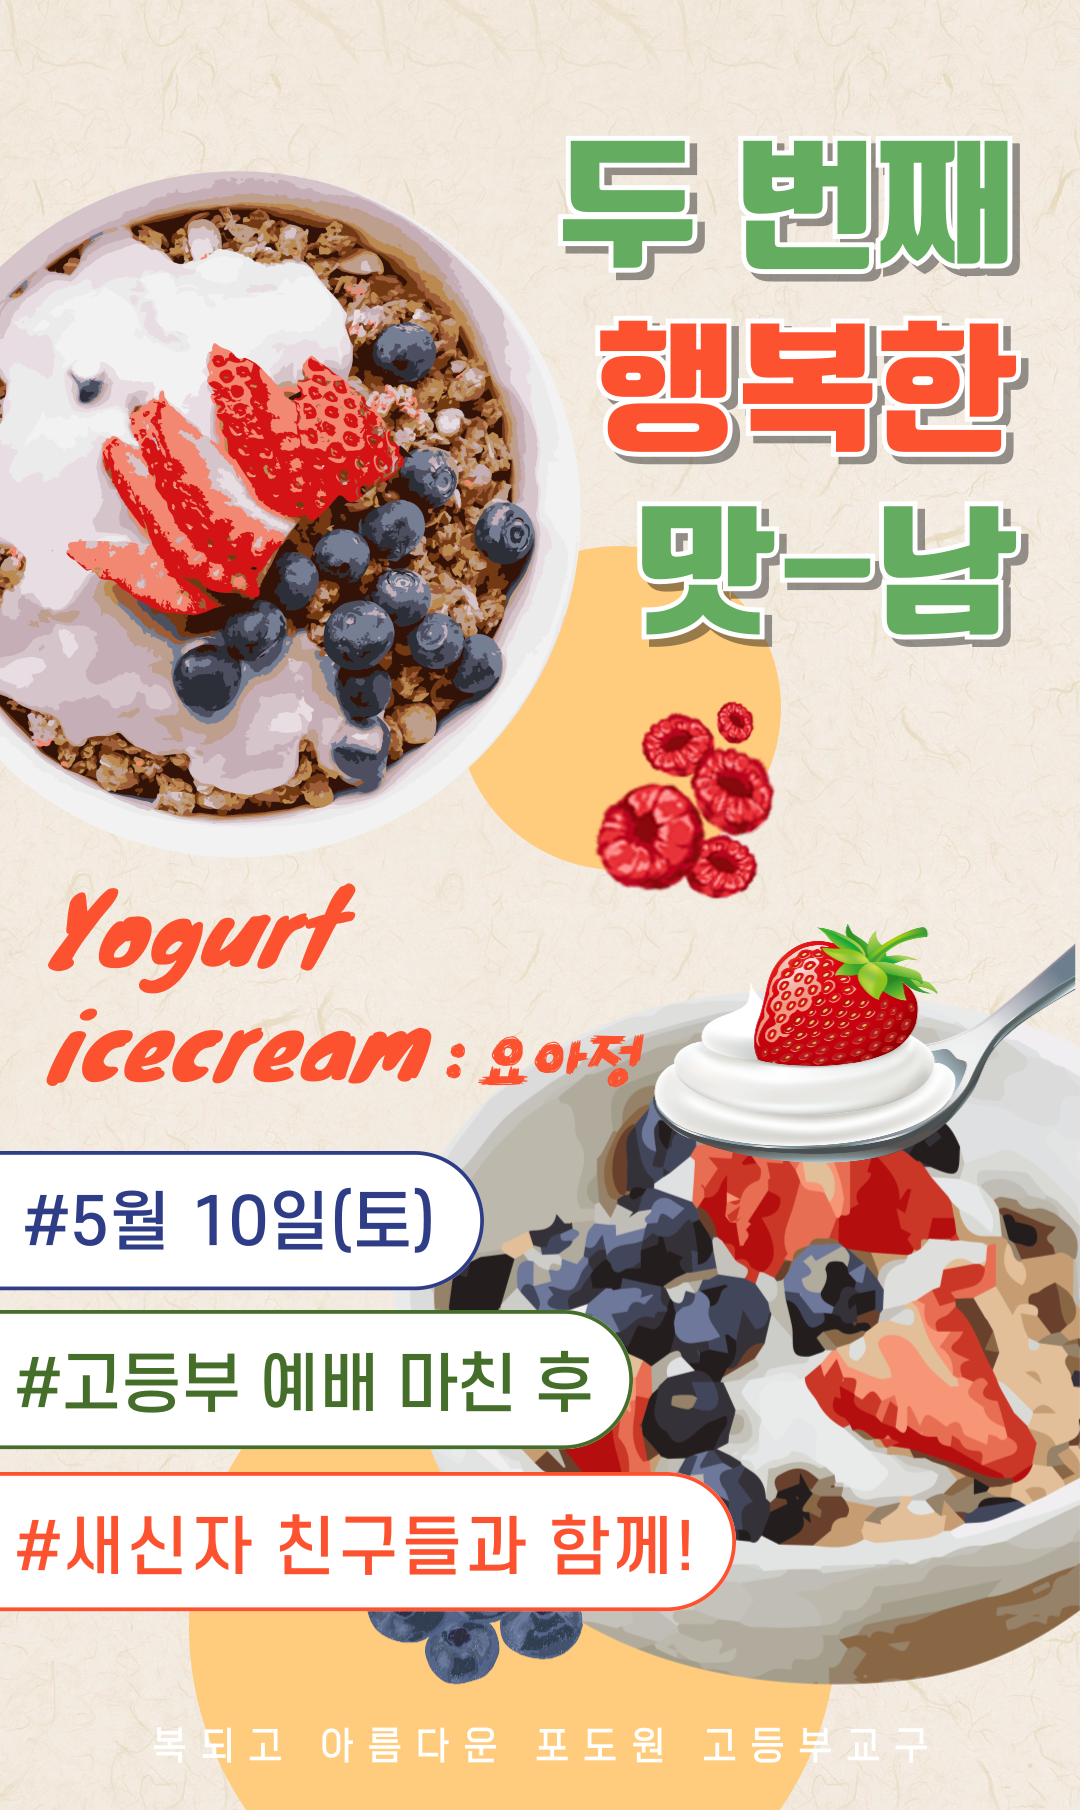 두 번째
행복한
맛-남
Yogurt
icecream : 요아정
#5월 10일(토)
#고등부 예배 마친 후
#새신자 친구들과 함께!
복되고 아름다운 포도원 고등부교구